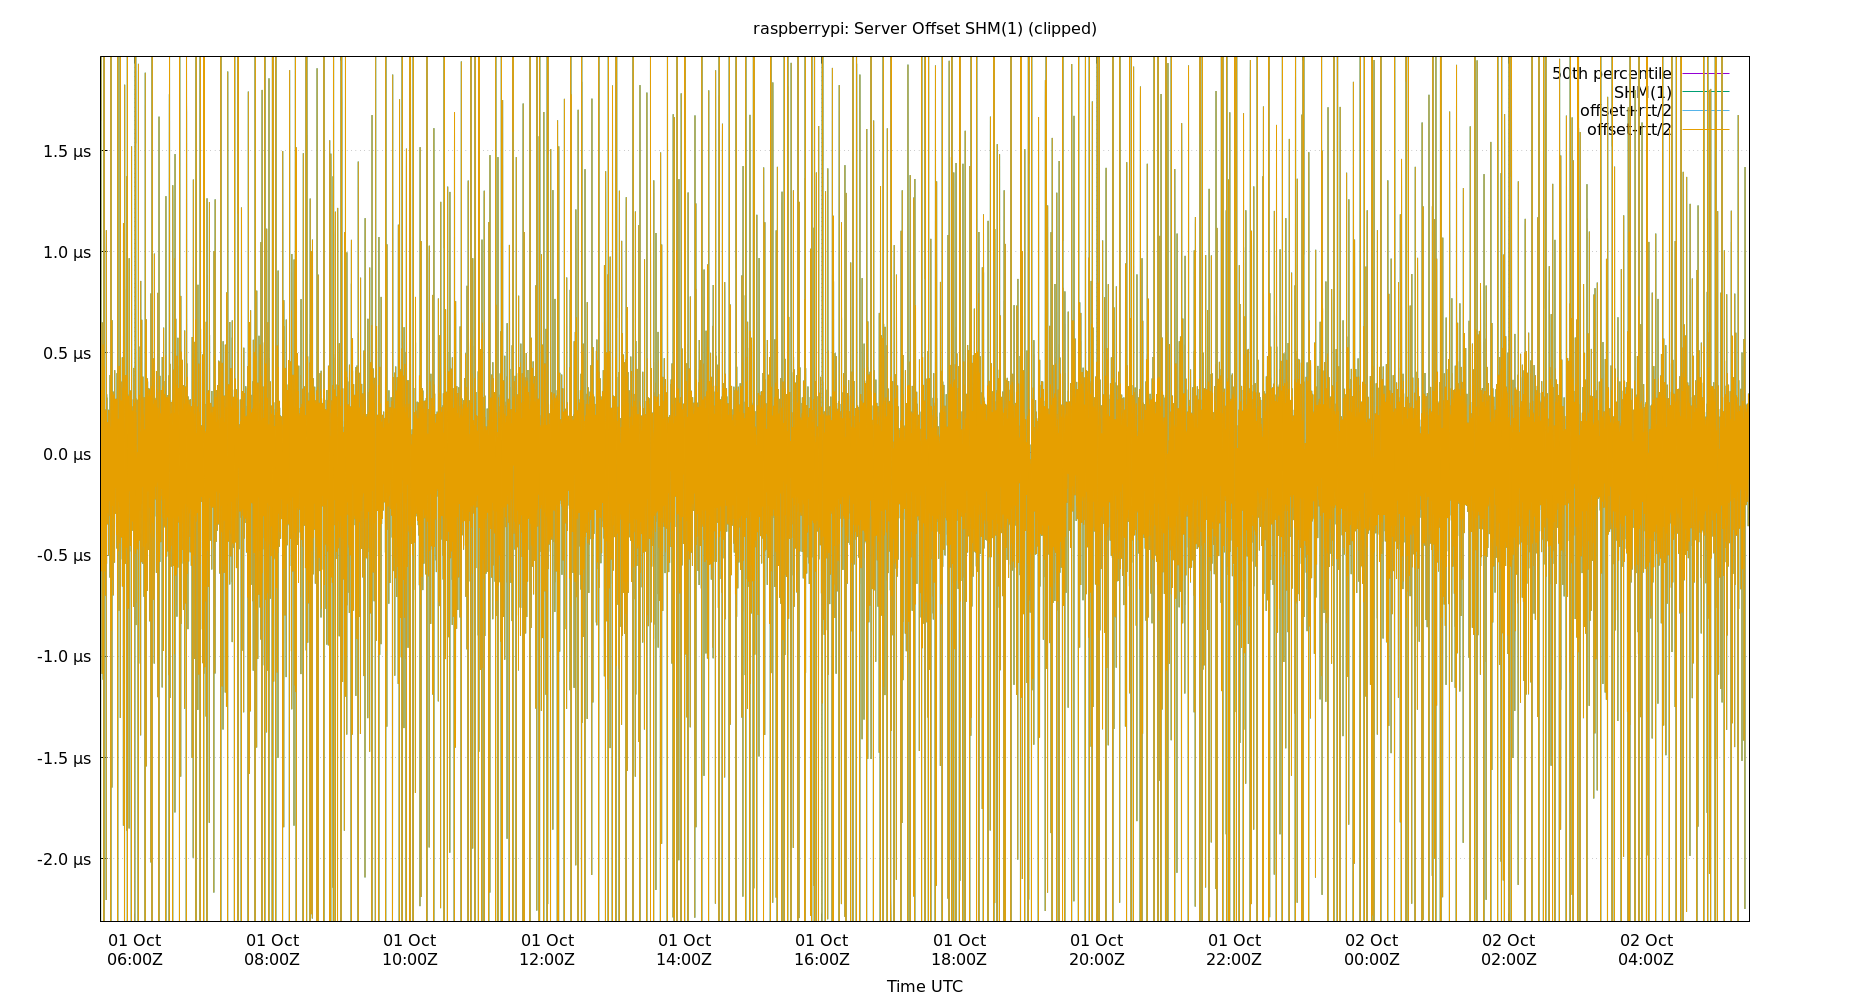 raspberrypi: Server Offset SHM(1) (clipped)
50th percentile
SHM(1)
offset+rtt/2
offset-rtt/2
1.5 µs
1.0 µs
0.5 µs
0.0 µs
-0.5 µs
-1.0 µs
-1.5 µs
-2.0 µs
01 Oct 01 Oct 01 Oct 01 Oct 01 Oct 01 Oct 01 Oct 01 Oct 01 Oct 02 Oct 02 Oct 02 Oct
06:00Z 08:00Z 10:00Z 12:00Z 14:00Z 16:00Z 18:00Z 20:00Z 22:00Z 00:00Z 02:00Z 04:00Z
Time UTC